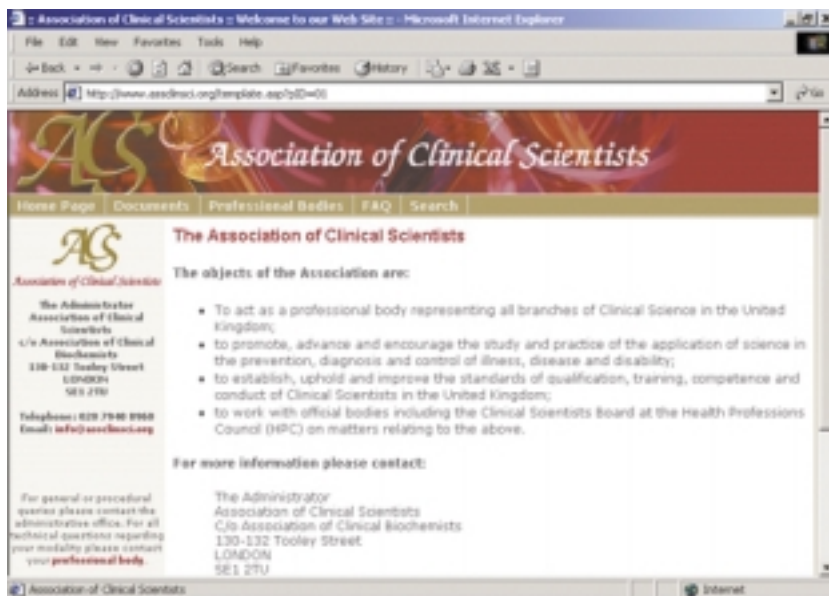 :: Association of Clinical Scientists :: Welcome to our Web Site :: - Microsoft Internet Explorer
File Edit View Favorites Tools Help
Back Search Favorites History
Address http://www.assclinsci.org/template.asp?pID=01 Go
ACS Association of Clinical Scientists
Home Page Documents Professional Bodies FAQ Search
ACS
Association of Clinical Scientists
The Administrator
Association of Clinical
Scientists
c/o Association of Clinical
Biochemists
130-132 Tooley Street
LONDON
SE1 2TU
Telephone: 020 7940 8960
Email: info@assclinsci.org
For general or procedural
queries please contact the
administrative office. For all
technical questions regarding
your modality please contact
your professional body.
The Association of Clinical Scientists
The objects of the Association are:
• To act as a professional body representing all branches of Clinical Science in the United
Kingdom;
• to promote, advance and encourage the study and practice of the application of science in
the prevention, diagnosis and control of illness, disease and disability;
• to establish, uphold and improve the standards of qualification, training, competence and
conduct of Clinical Scientists in the United Kingdom;
• to work with official bodies including the Clinical Scientists Board at the Health Professions
Council (HPC) on matters relating to the above.
For more information please contact:
The Administrator
Association of Clinical Scientists
C/o Association of Clinical Biochemists
130-132 Tooley Street
LONDON
SE1 2TU
Association of Clinical Scientists Internet